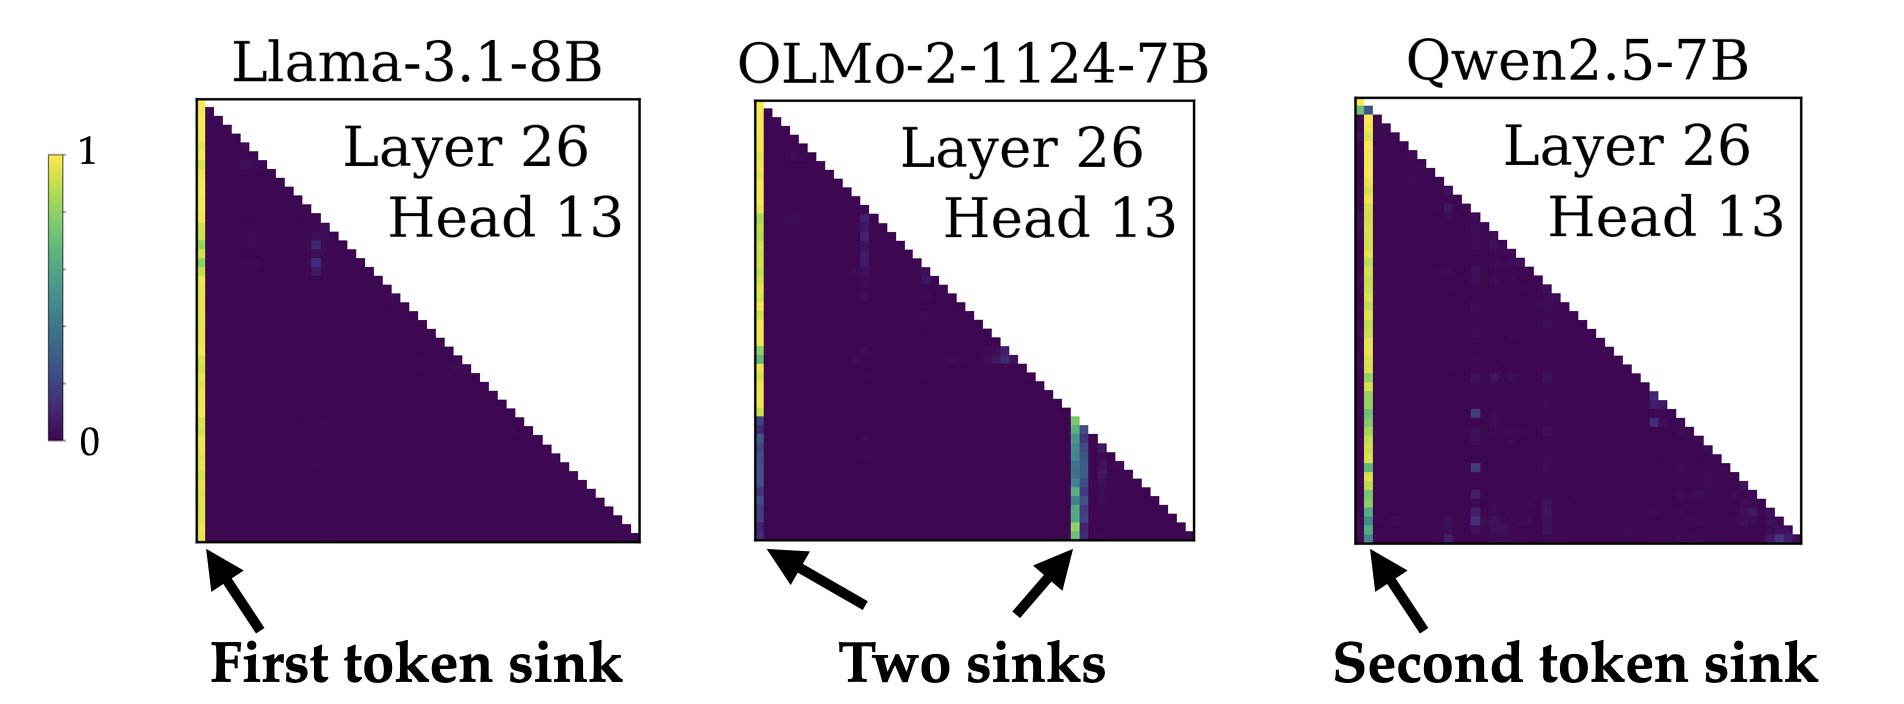 Llama-3.1-8B
OLMo-2-1124-7B
Qwen2.5-7B
1
0
Layer 26
Head 13
Layer 26
Head 13
Layer 26
Head 13
First token sink
Two sinks
Second token sink